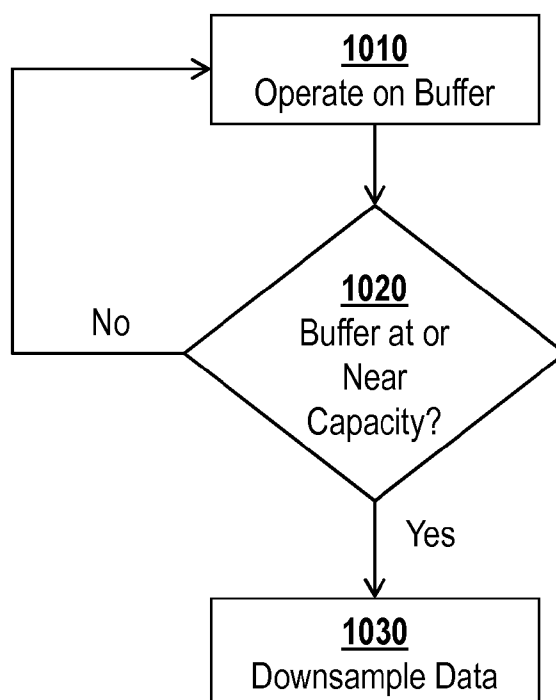 1010
Operate on Buffer
1020
Buffer at or
Near
Capacity?
No
Yes
1030
Downsample Data